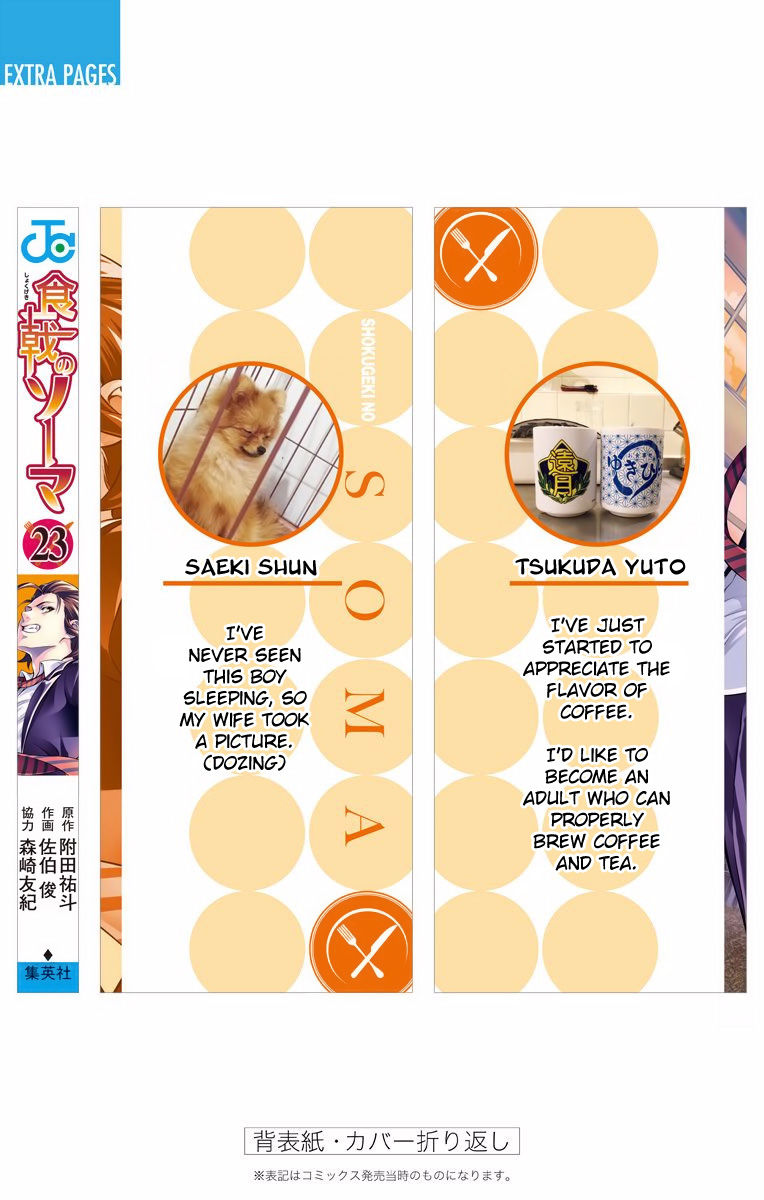 EXTRA PAGES
JC
食戟のソーマ
しょくげき
23
原作 附田祐斗
作画 佐伯 俊
協力 森崎友紀
集英社
SHOKUGEKI NO
SOMA
SAEKI SHUN
I'VE
NEVER SEEN
THIS BOY
SLEEPING, SO
MY WIFE TOOK
A PICTURE.
(DOZING)
遠月
ゆきひら
TSUKUDA YUTO
I'VE JUST
STARTED TO
APPRECIATE THE
FLAVOR OF
COFFEE.
I'D LIKE TO
BECOME AN
ADULT WHO CAN
PROPERLY
BREW COFFEE
AND TEA.
背表紙・カバー折り返し
※表記はコミックス発売当時のものになります。